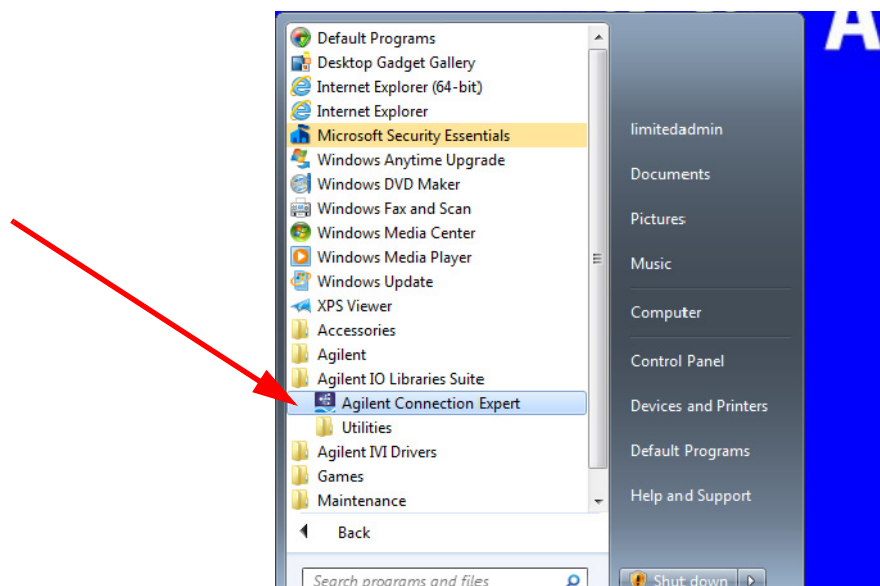 A
Default Programs
Desktop Gadget Gallery
Internet Explorer (64-bit)
Internet Explorer
Microsoft Security Essentials
Windows Anytime Upgrade
Windows DVD Maker
Windows Fax and Scan
Windows Media Center
Windows Media Player
Windows Update
XPS Viewer
Accessories
Agilent
Agilent IO Libraries Suite
Agilent Connection Expert
Utilities
Agilent IVI Drivers
Games
Maintenance
Back
Search programs and files
limitedadmin
Documents
Pictures
Music
Computer
Control Panel
Devices and Printers
Default Programs
Help and Support
Shut down